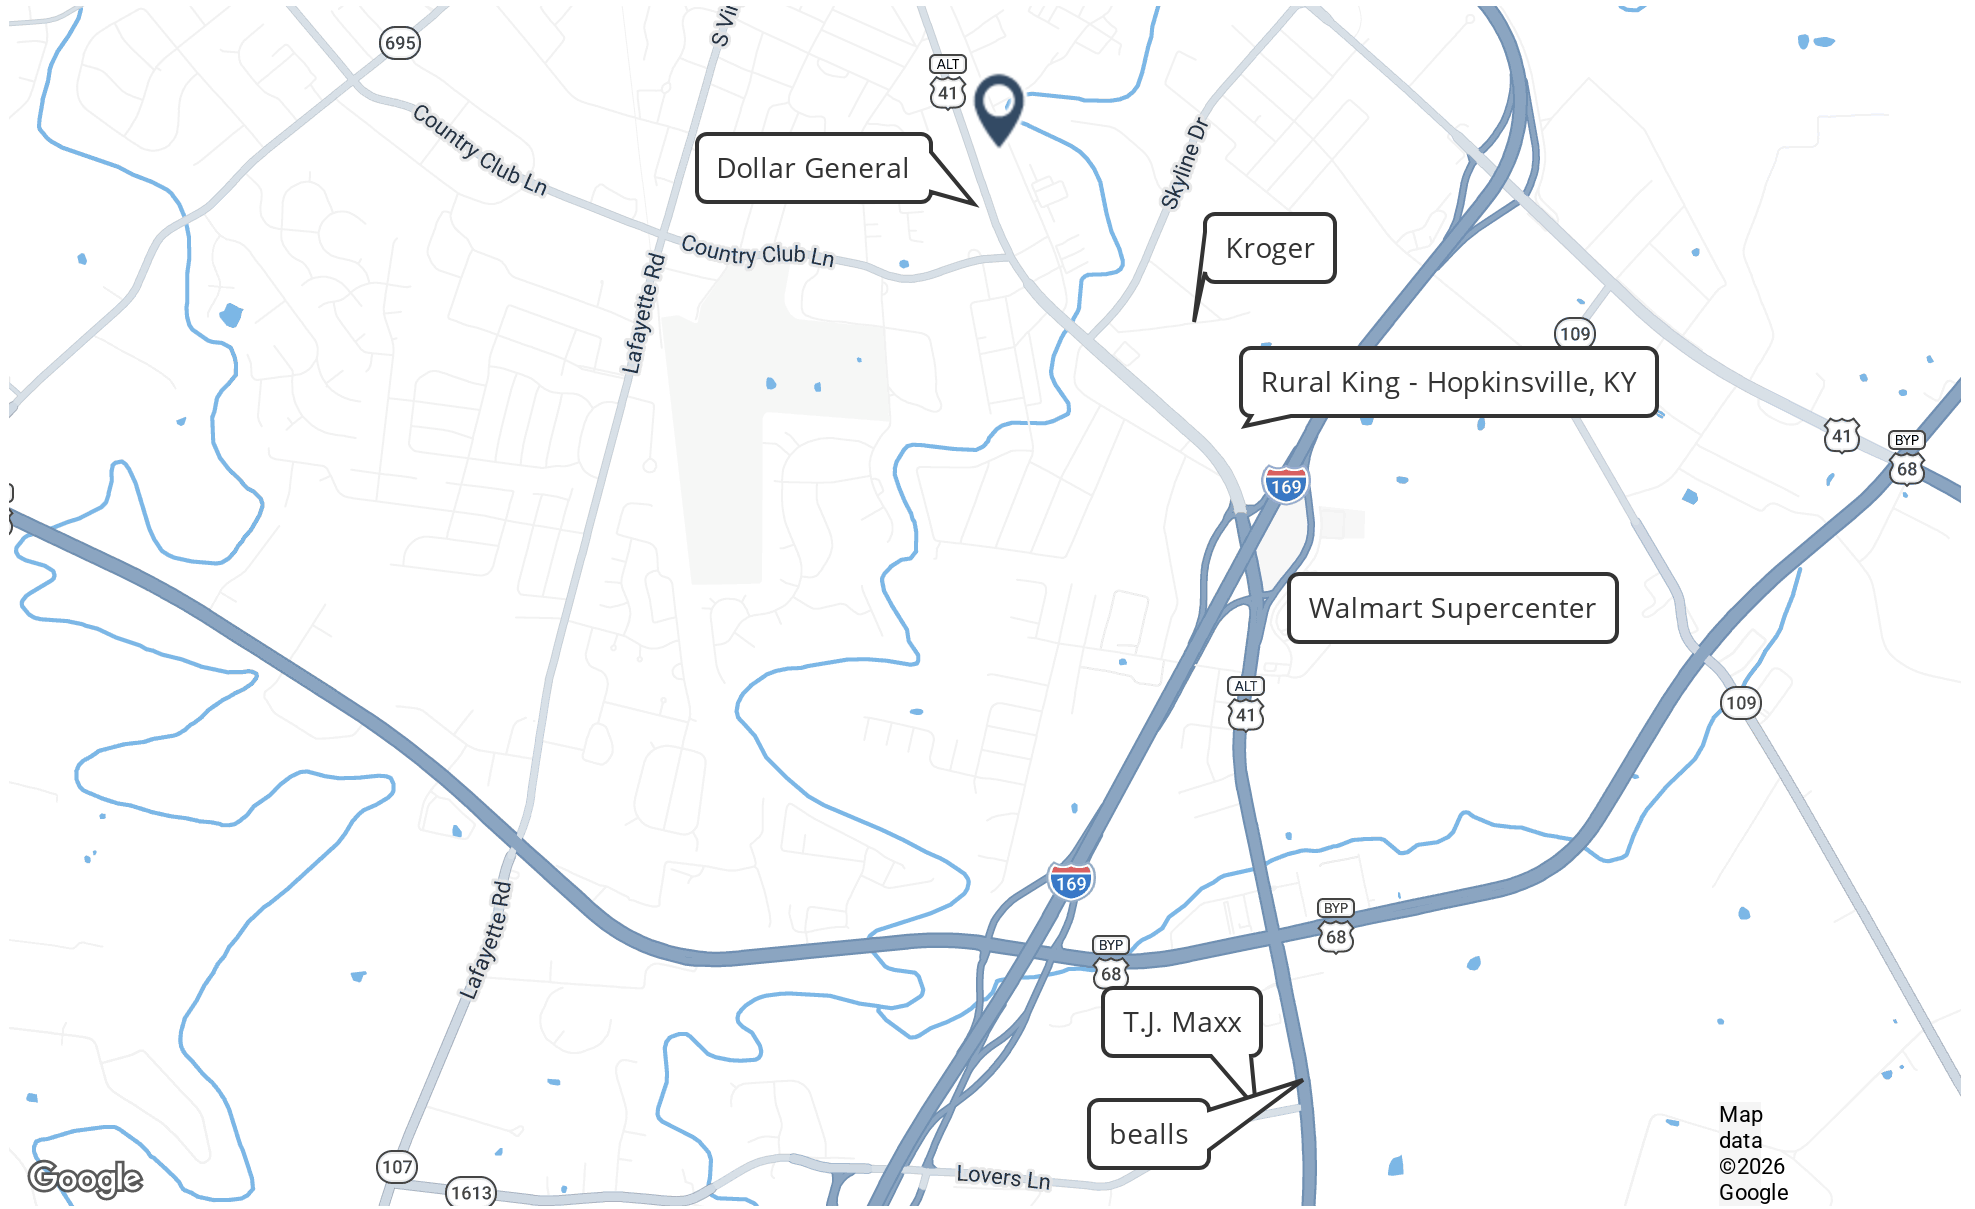 695
S Vir
ALT
41
Country Club Ln
Skyline Dr
Dollar General
Country Club Ln
Kroger
Lafayette Rd
109
Rural King - Hopkinsville, KY
41
BYP
68
169
Walmart Supercenter
ALT
41
109
169
BYP
68
BYP
68
Lafayette Rd
T.J. Maxx
bealls
Map
data
©2026
Google
Google
107
1613
Lovers Ln